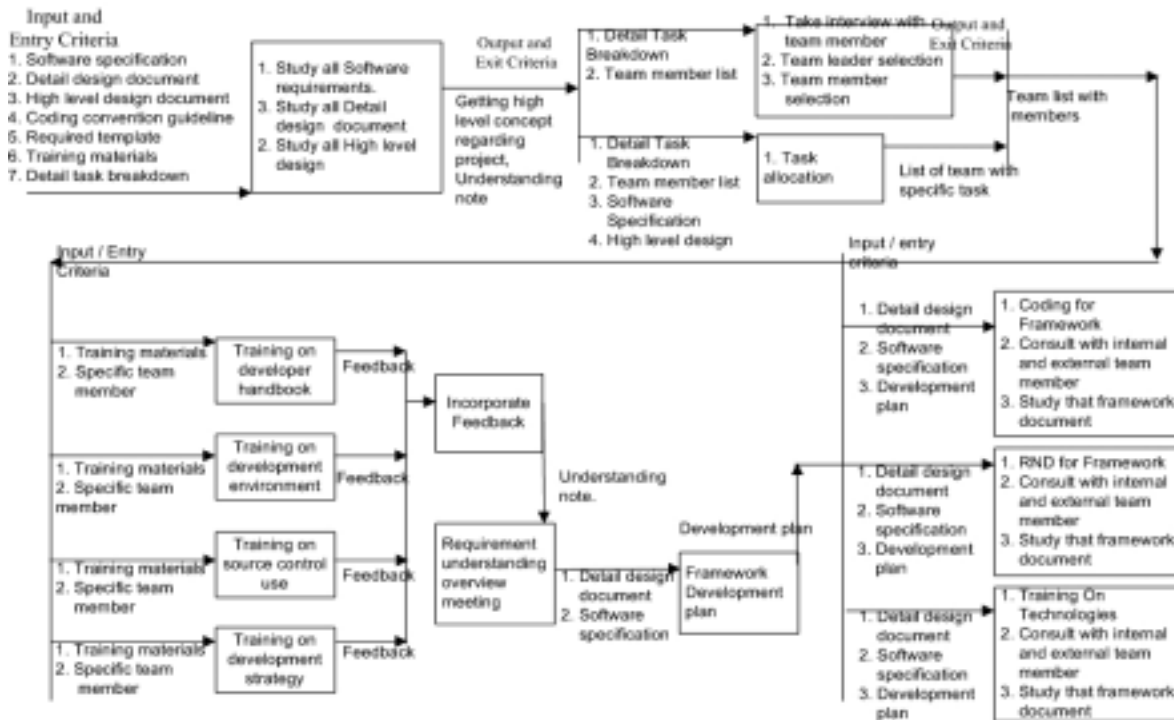 Input and
Entry Criteria
1. Software specification
2. Detail design document
3. High level design document
4. Coding convention guideline
5. Required template
6. Training materials
7. Detail task breakdown
1. Study all Software
requirements.
3. Study all Detail
design document
2. Study all High level
design
Output and
Exit Criteria
Getting high
level concept
regarding
project,
Understanding
note
1. Detail Task
Breakdown
2. Team member list
1. Take interview with
team member
2. Team leader selection
3. Team member
selection
Output and
Exit Criteria
Team list with
members
1. Detail Task
Breakdown
2. Team member list
3. Software
Specification
4. High level design
1. Task
allocation
List of team with
specific task
Input / Entry
Criteria
1. Training materials
2. Specific team
member
Training on
developer
handbook
Feedback
1. Training materials
2. Specific team
member
Training on
development
environment
Feedback
1. Training materials
2. Specific team
member
Training on
source control
use
Feedback
1. Training materials
2. Specific team
member
Training on
development
strategy
Feedback
Incorporate
Feedback
Understanding
note.
Requirement
understanding
overview
meeting
1. Detail design
document
2. Software
specification
Development plan
Framework
Development
plan
Input / entry
criteria
1. Detail design
document
2. Software
specification
3. Development
plan
1. Coding for
Framework
2. Consult with internal
and external team
member
3. Study that framework
document
1. Detail design
document
2. Software
specification
3. Development
plan
1. RND for Framework
2. Consult with internal
and external team
member
3. Study that framework
document
1. Detail design
document
2. Software
specification
3. Development
plan
1. Training On
Technologies
2. Consult with internal
and external team
member
3. Study that framework
document